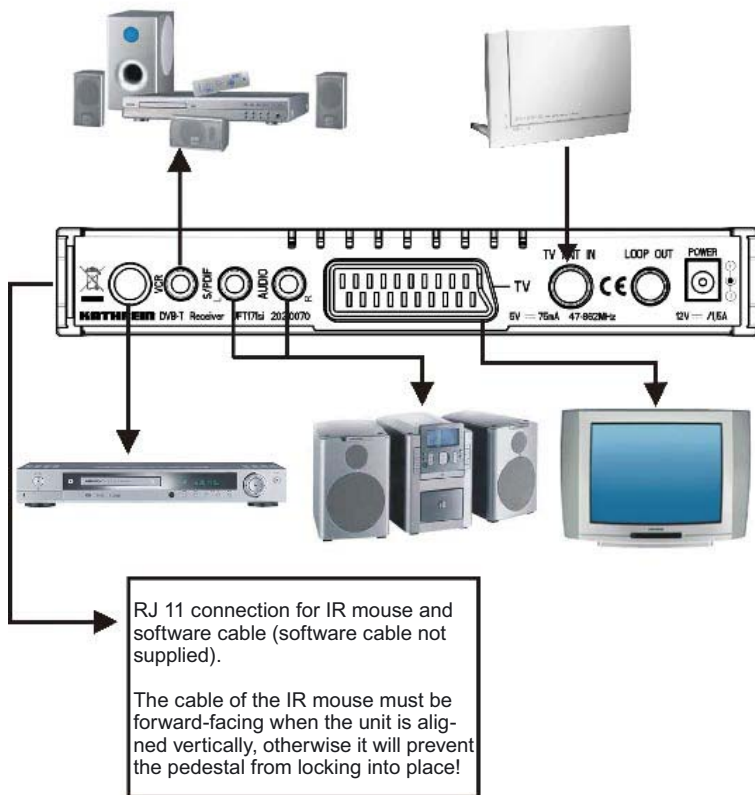 TV ANT IN
LOOP OUT
POWER
VCR
S/PDIF
L
AUDIO
R
TV
KATHREIN DVB-T Receiver UFT171si 20210070
5V 75mA 47-862MHz
12V /1,5A
RJ 11 connection for IR mouse and
software cable (software cable not
supplied).
The cable of the IR mouse must be
forward-facing when the unit is alig-
ned vertically, otherwise it will prevent
the pedestal from locking into place!